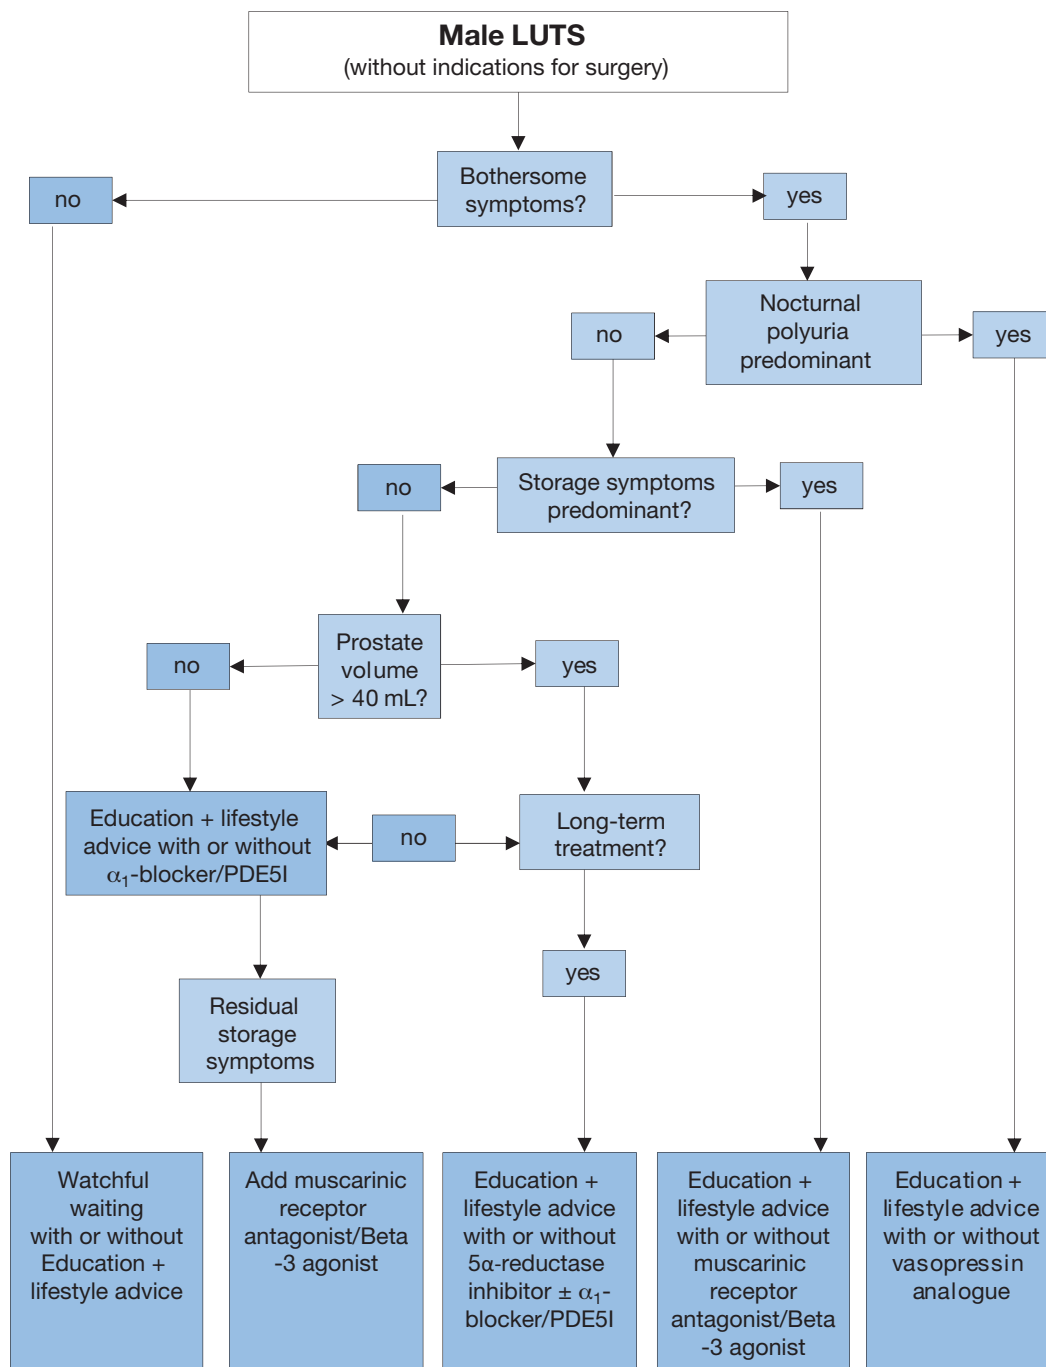 Male LUTS
(without indications for surgery)
Bothersome
symptoms?
no
yes
Nocturnal
polyuria
predominant
no
yes
Storage symptoms
predominant?
no
yes
Prostate
volume
> 40 mL?
no
yes
Education + lifestyle
advice with or without
α1-blocker/PDE5I
no
Long-term
treatment?
yes
Residual
storage
symptoms
Watchful
waiting
with or without
Education +
lifestyle advice
Add muscarinic
receptor
antagonist/Beta
-3 agonist
Education +
lifestyle advice
with or without
5α-reductase
inhibitor ± α1-
blocker/PDE5I
Education +
lifestyle advice
with or without
muscarinic
receptor
antagonist/Beta
-3 agonist
Education +
lifestyle advice
with or without
vasopressin
analogue